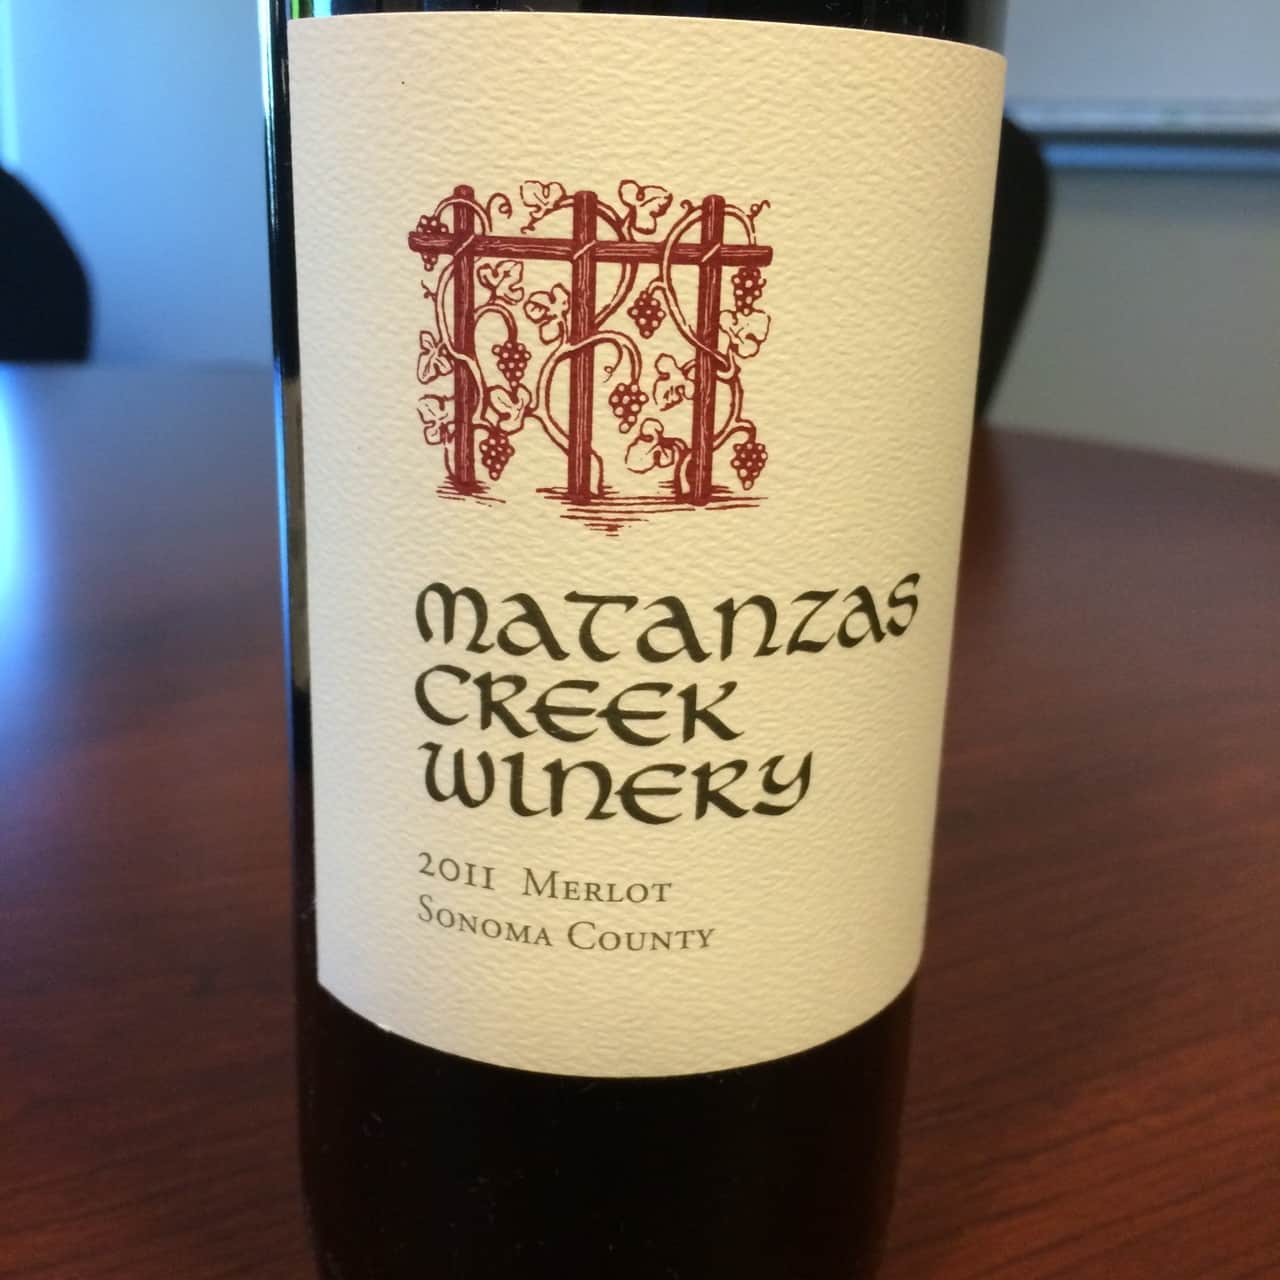 Matanzas
Creek
Winery
2011 Merlot
Sonoma County